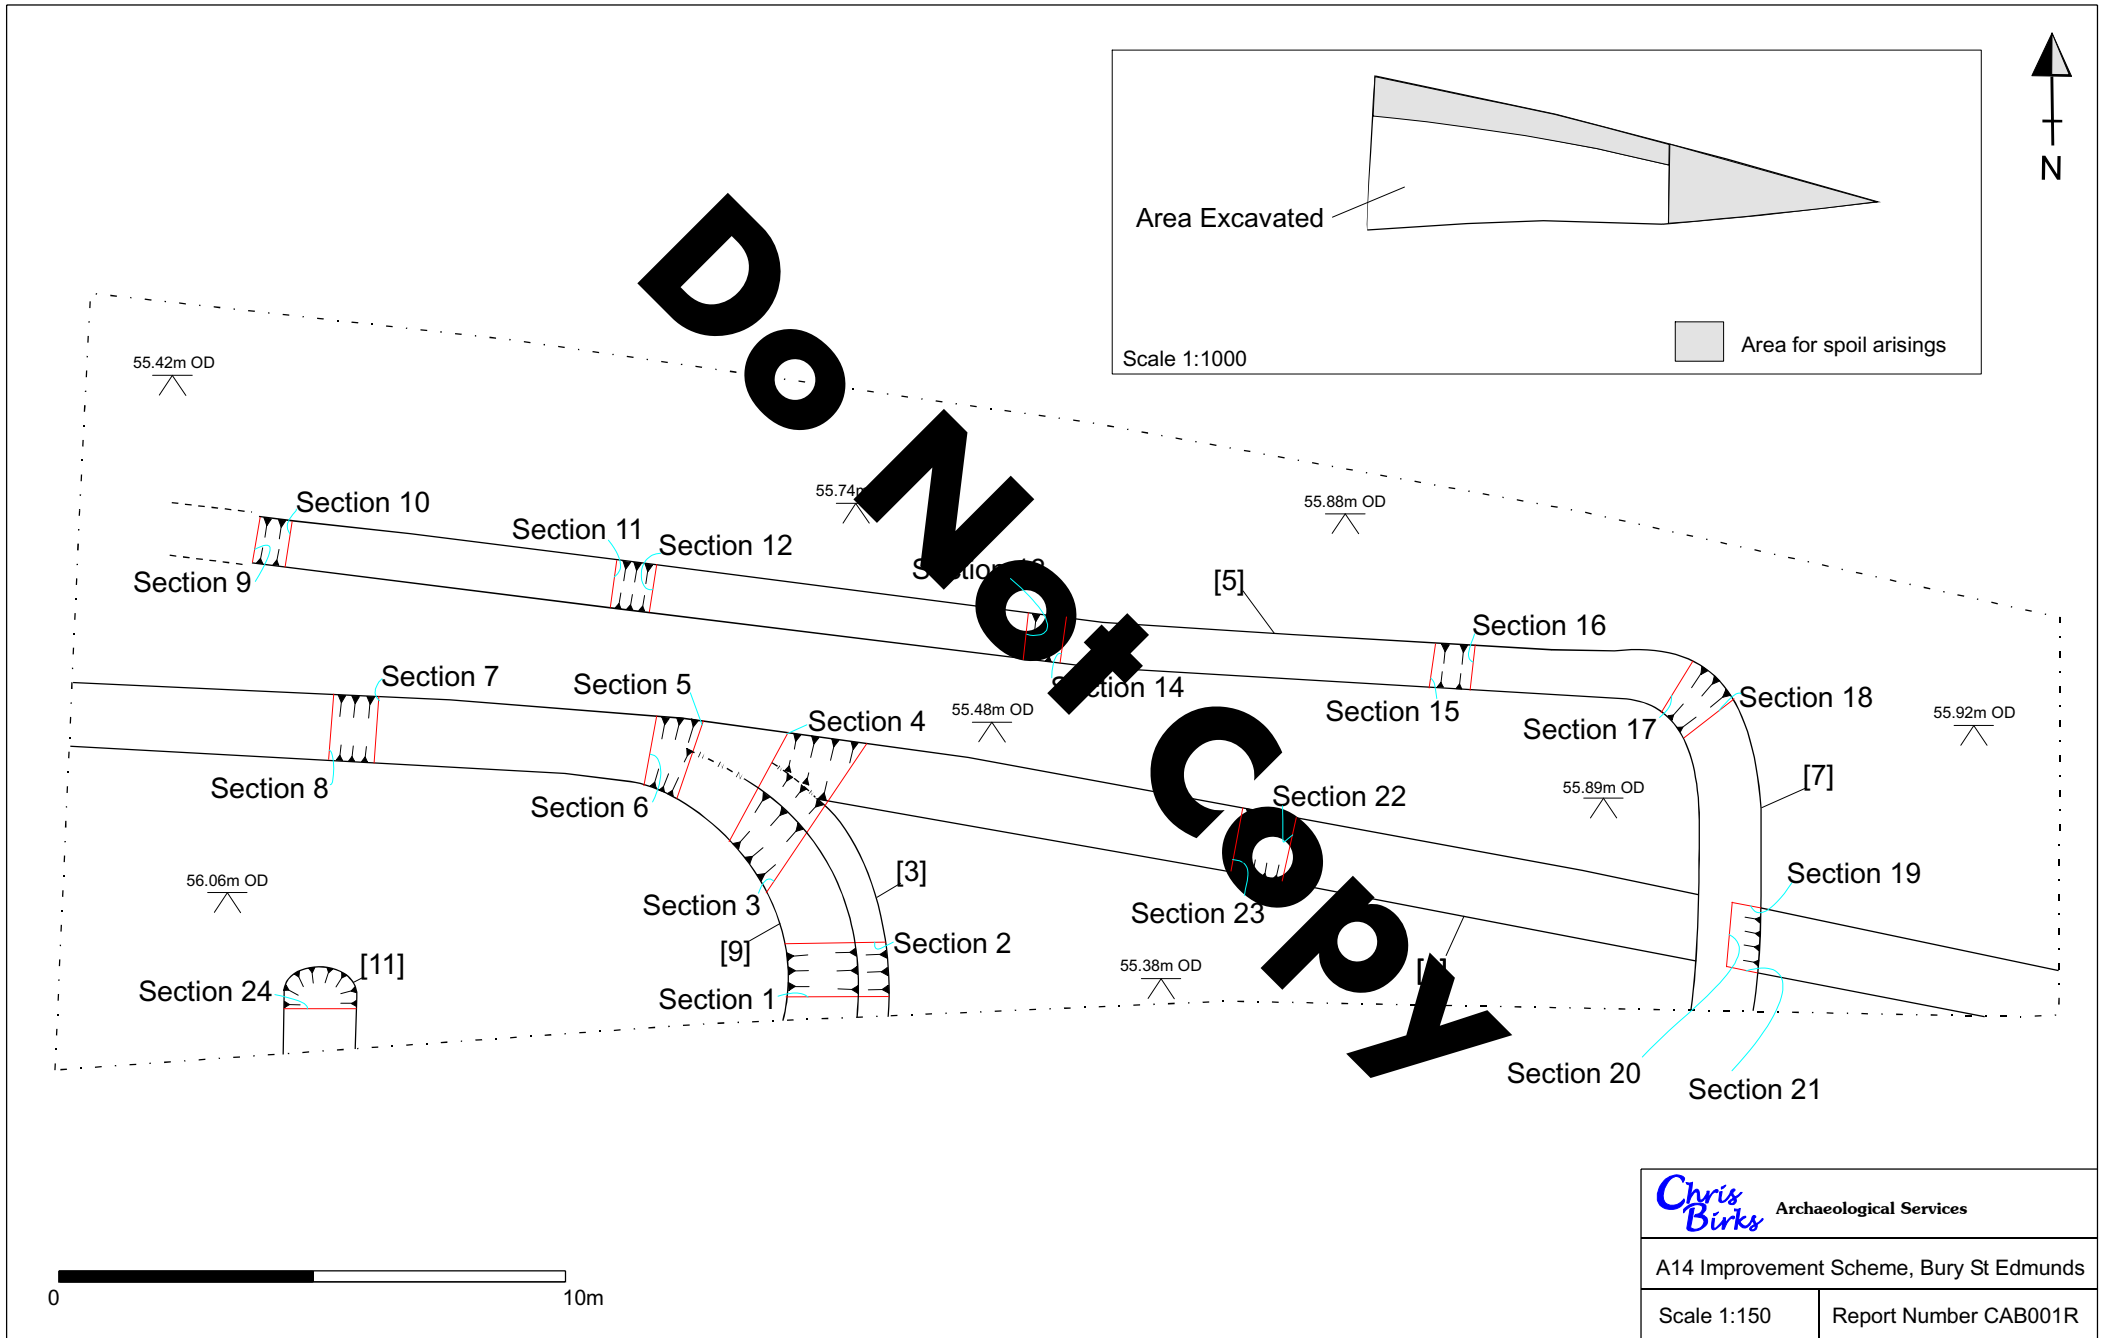 N
Area Excavated
Scale 1:1000
Area for spoil arisings
Do Not Copy
55.42m OD
55.74m
55.88m OD
Section 10
Section 11
Section 12
Section 9
[5]
Section 16
Section 14
Section 7
Section 5
Section 4
55.48m OD
Section 15
Section 17
Section 18
55.92m OD
Section 8
Section 6
Section 22
55.89m OD
[7]
56.06m OD
[3]
Section 3
Section 23
Section 19
[9]
Section 2
[11]
55.38m OD
Section 24
Section 1
Section 20
Section 21
0
10m
Chris Birks
Archaeological Services
A14 Improvement Scheme, Bury St Edmunds
Scale 1:150
Report Number CAB001R